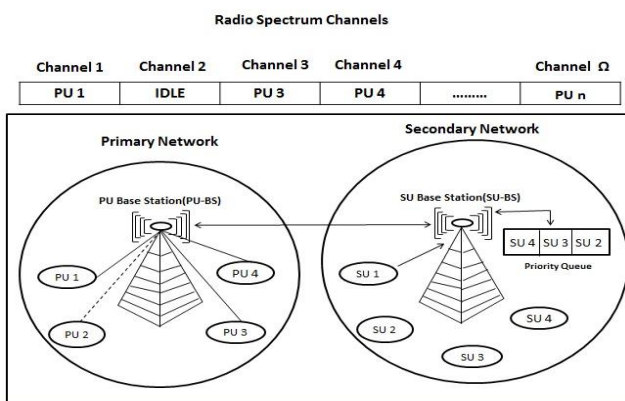 Radio Spectrum Channels
Channel 1 Channel 2 Channel 3 Channel 4 Channel Ω
PU 1 IDLE PU 3 PU 4 ......... PU n
Primary Network
Secondary Network
PU Base Station(PU-BS)
SU Base Station(SU-BS)
SU 4 SU 3 SU 2
Priority Queue
PU 1
PU 4
PU 2
PU 3
SU 1
SU 2
SU 4
SU 3